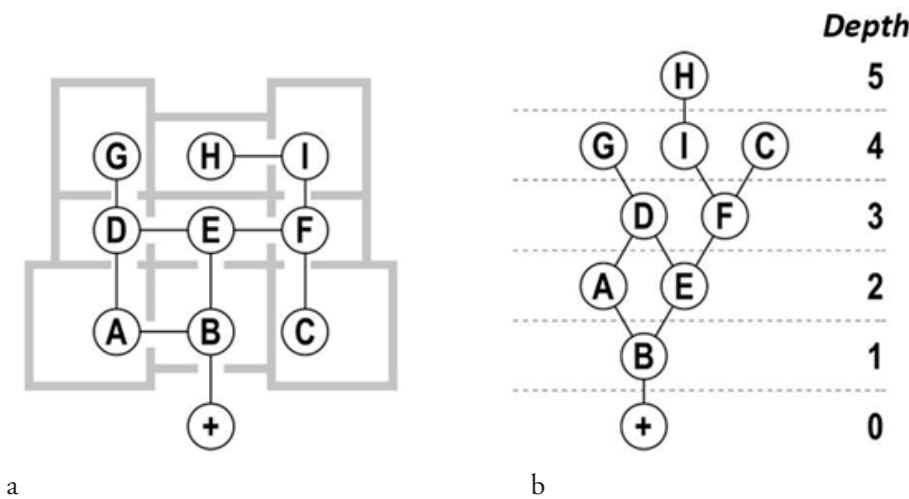 Depth
H 5
G H I
G I C 4
D E F
D F 3
A E 2
A B C
B 1
+
+ 0
a b